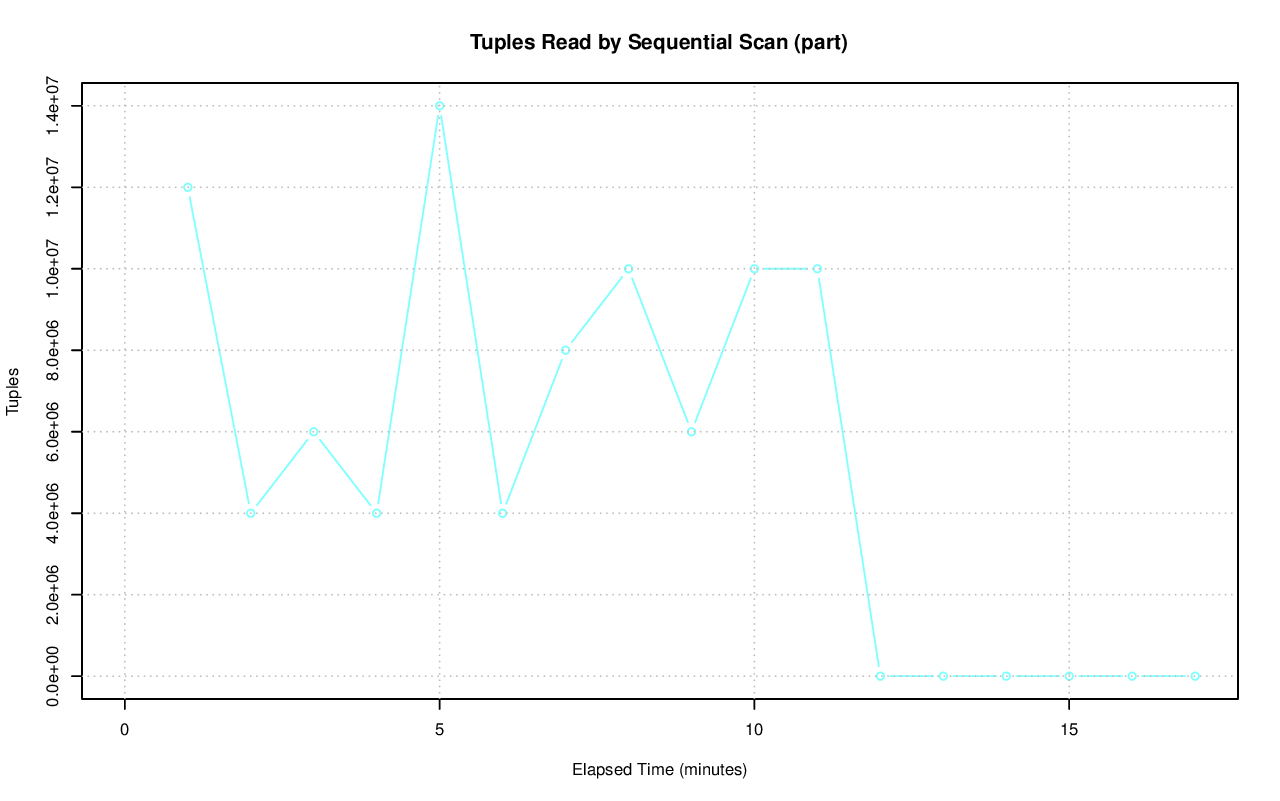 Tuples Read by Sequential Scan (part)
Tuples
1.4e+07
1.2e+07
1.0e+07
8.0e+06
6.0e+06
4.0e+06
2.0e+06
0.0e+00
0 5 10 15
Elapsed Time (minutes)